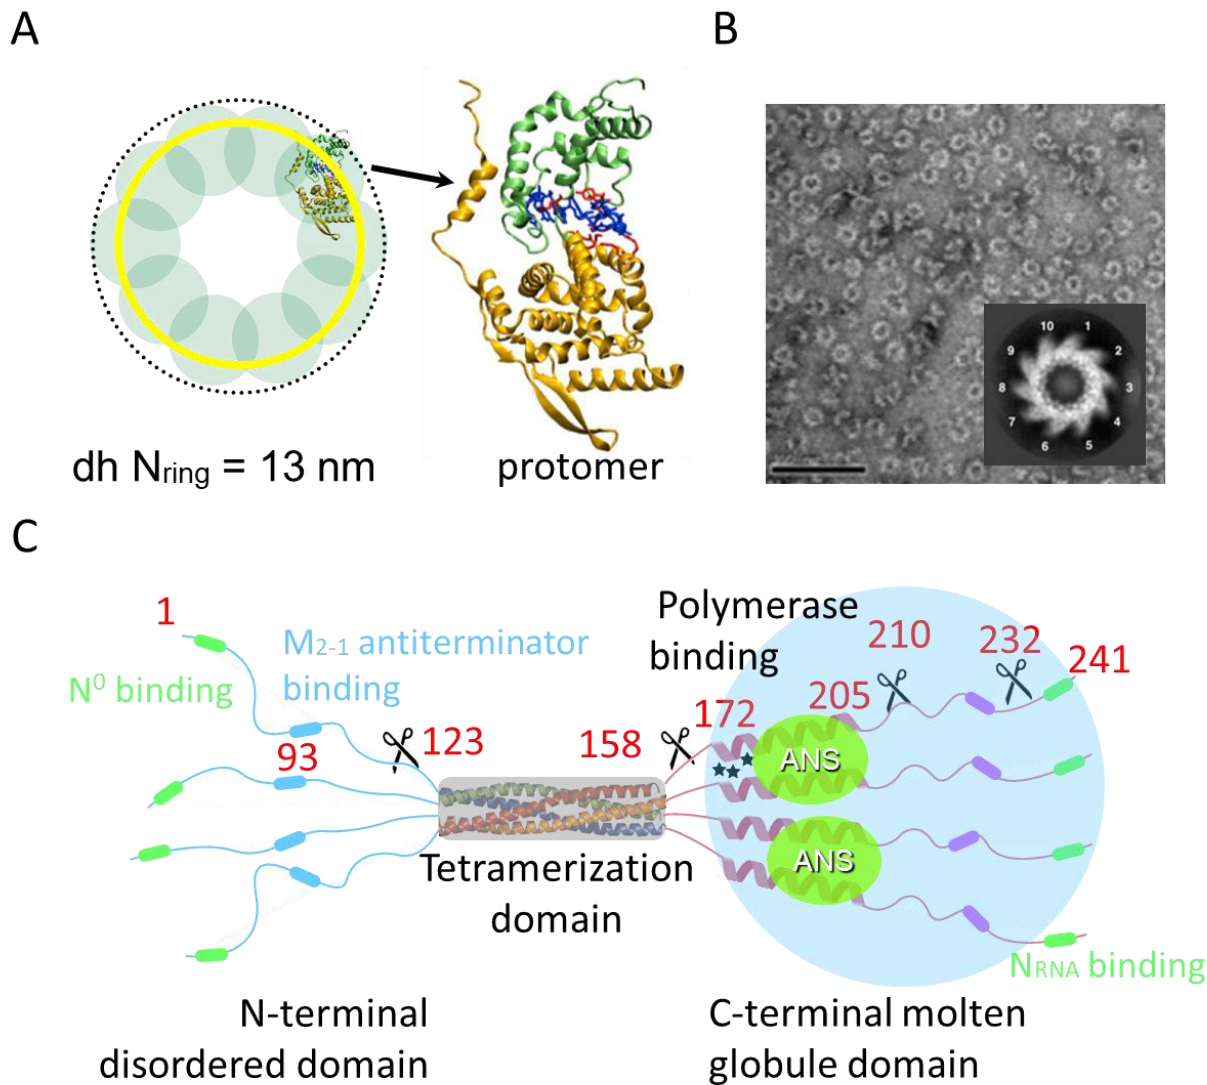 A
B
dh Nring = 13 nm
protomer
10 1
9 2
8 3
7 4
6 5
C
1
N⁰ binding
M2-1 antiterminator
binding
93
123
158
Tetramerization
domain
Polymerase
binding
172
205
210
232
241
ANS
ANS
NRNA binding
N-terminal
disordered domain
C-terminal molten
globule domain